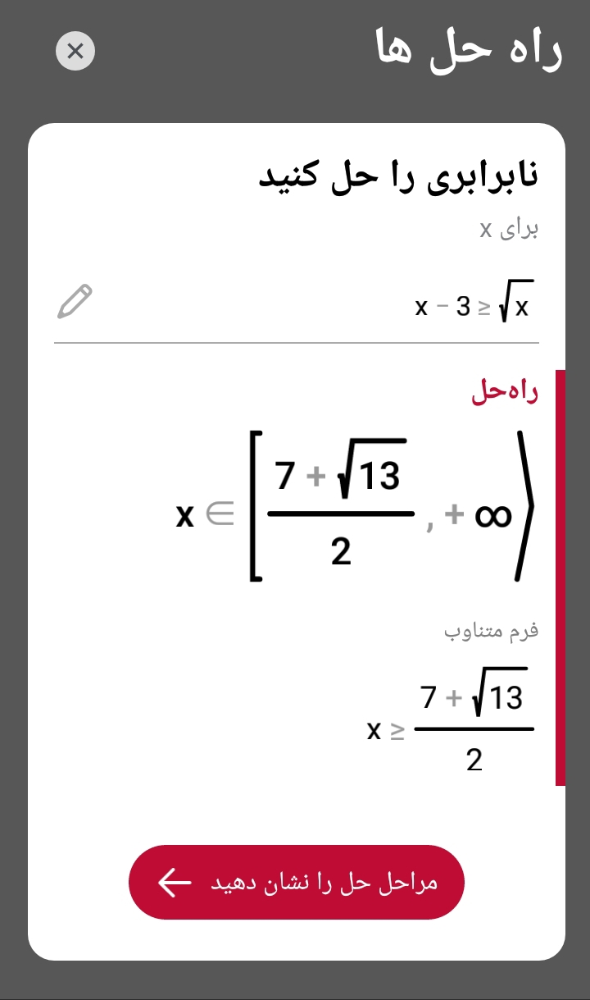 راه حل ها
نابرابری را حل کنید
برای x
x − 3 ≥ √x
راه‌حل
x ∈ [ (7 + √13) / 2 , + ∞ ⟩
فرم متناوب
x ≥ (7 + √13) / 2
مراحل حل را نشان دهید